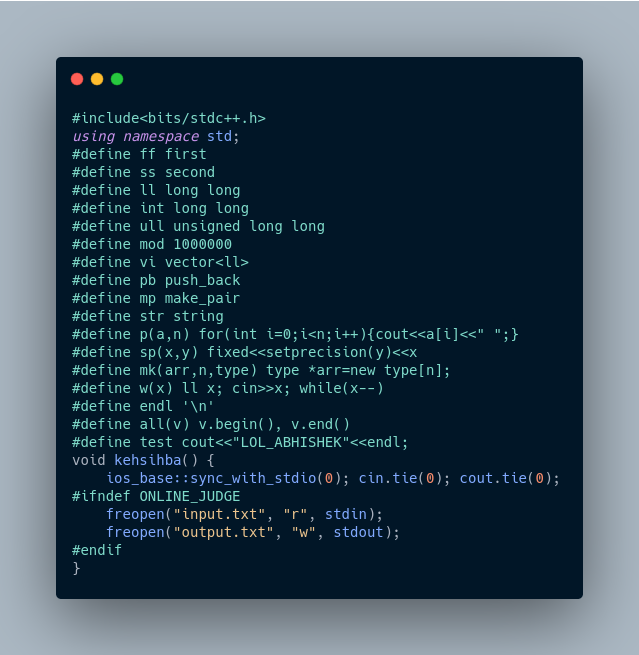 #include<bits/stdc++.h>
using namespace std;
#define ff first
#define ss second
#define ll long long
#define int long long
#define ull unsigned long long
#define mod 1000000
#define vi vector<ll>
#define pb push_back
#define mp make_pair
#define str string
#define p(a,n) for(int i=0;i<n;i++){cout<<a[i]<<" ";}
#define sp(x,y) fixed<<setprecision(y)<<x
#define mk(arr,n,type) type *arr=new type[n];
#define w(x) ll x; cin>>x; while(x--)
#define endl '\n'
#define all(v) v.begin(), v.end()
#define test cout<<"LOL_ABHISHEK"<<endl;
void kehsihba() {
    ios_base::sync_with_stdio(0); cin.tie(0); cout.tie(0);
#ifndef ONLINE_JUDGE
    freopen("input.txt", "r", stdin);
    freopen("output.txt", "w", stdout);
#endif
}